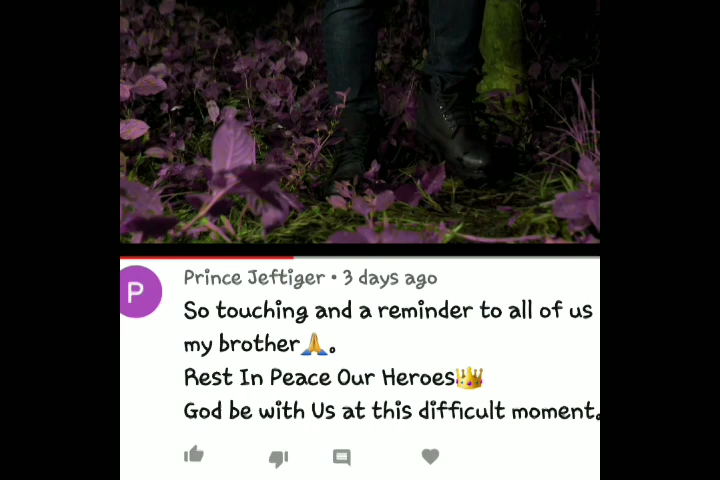 P
Prince Jeftiger • 3 days ago
So touching and a reminder to all of us
my brother🙏.
Rest In Peace Our Heroes👑
God be with Us at this difficult moment.